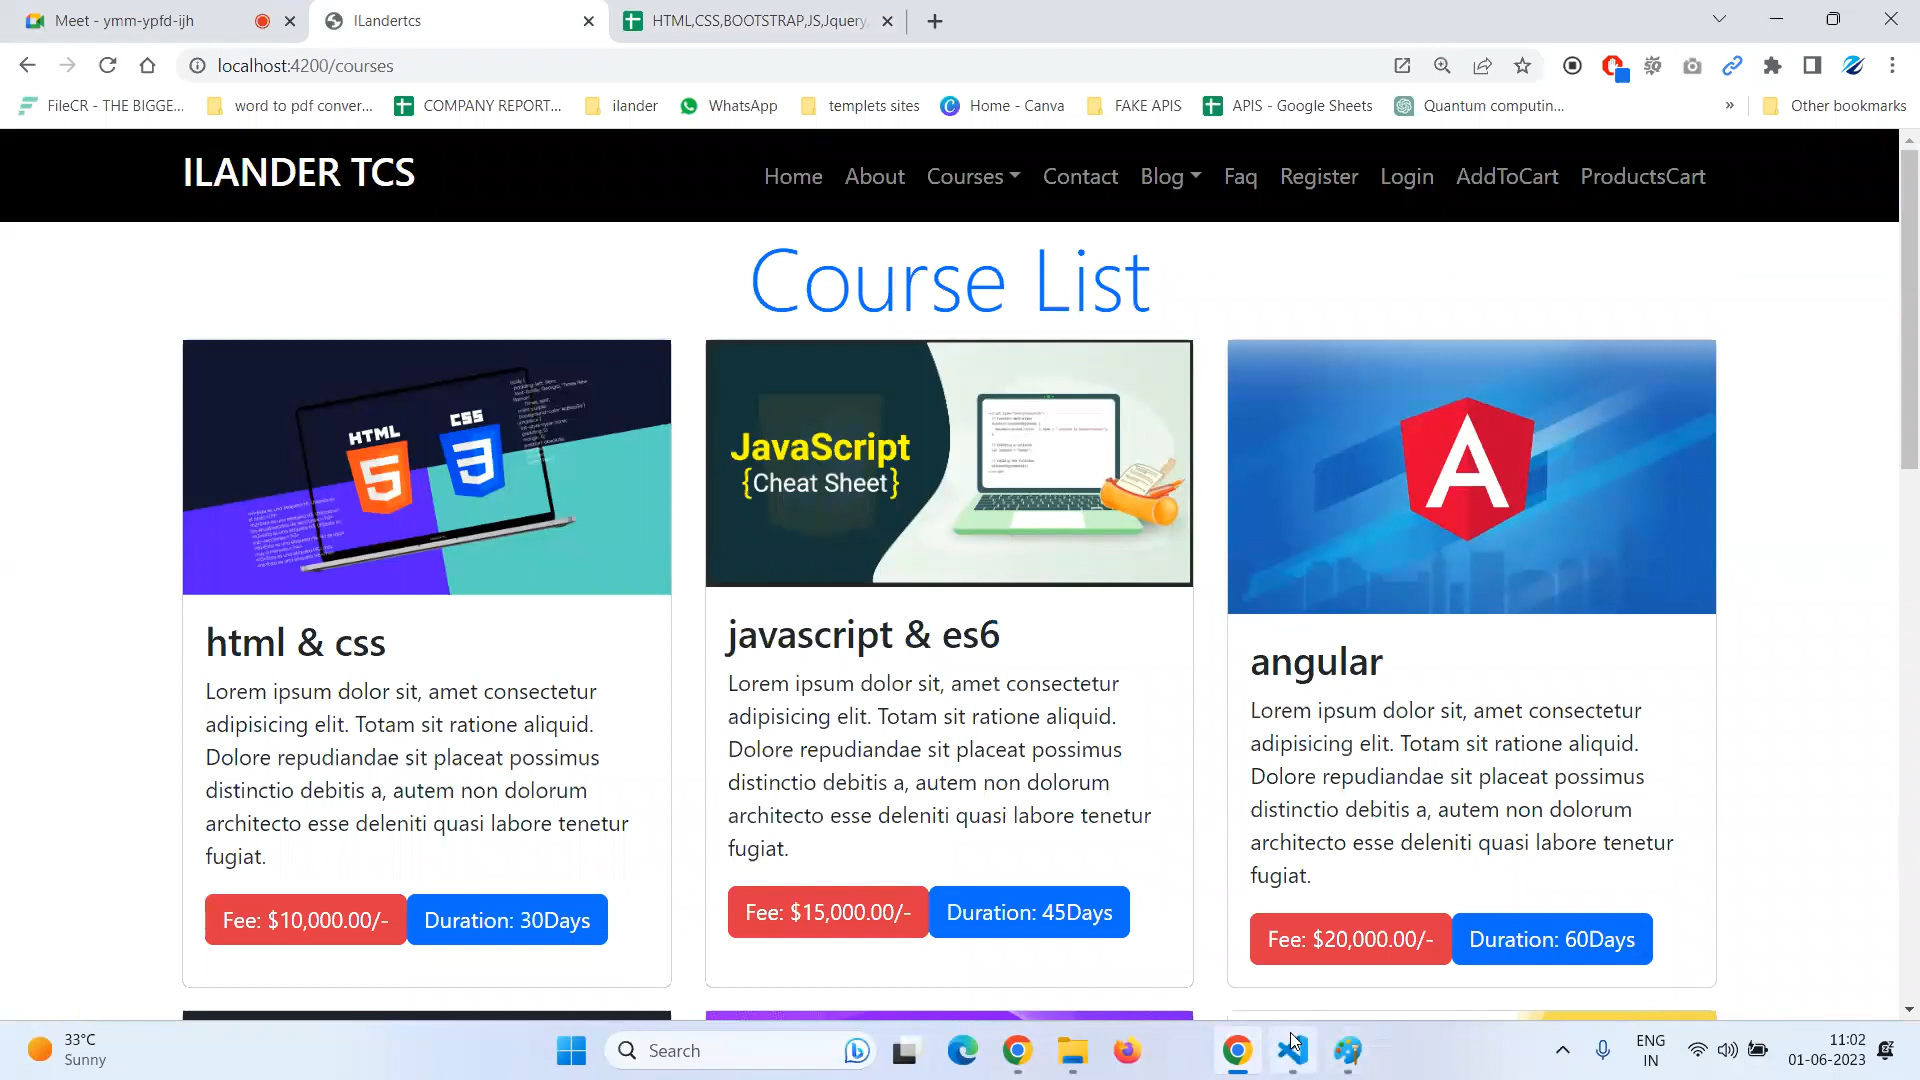 Meet - ymm-ypfd-ijh
ILandertcs
HTML,CSS,BOOTSTRAP,JS,Jquery,
localhost:4200/courses
FileCR - THE BIGGE...
word to pdf conver...
COMPANY REPORT...
ilander
WhatsApp
templets sites
Home - Canva
FAKE APIS
APIS - Google Sheets
Quantum computin...
»
Other bookmarks
ILANDER TCS
Home
About
Courses
Contact
Blog
Faq
Register
Login
AddToCart
ProductsCart
Course List
HTML
5
CSS
3
JavaScript
{Cheat Sheet}
A
html & css
Lorem ipsum dolor sit, amet consectetur
adipisicing elit. Totam sit ratione aliquid.
Dolore repudiandae sit placeat possimus
distinctio debitis a, autem non dolorum
architecto esse deleniti quasi labore tenetur
fugiat.
Fee: $10,000.00/-
Duration: 30Days
javascript & es6
Lorem ipsum dolor sit, amet consectetur
adipisicing elit. Totam sit ratione aliquid.
Dolore repudiandae sit placeat possimus
distinctio debitis a, autem non dolorum
architecto esse deleniti quasi labore tenetur
fugiat.
Fee: $15,000.00/-
Duration: 45Days
angular
Lorem ipsum dolor sit, amet consectetur
adipisicing elit. Totam sit ratione aliquid.
Dolore repudiandae sit placeat possimus
distinctio debitis a, autem non dolorum
architecto esse deleniti quasi labore tenetur
fugiat.
Fee: $20,000.00/-
Duration: 60Days
33°C
Sunny
Search
ENG
IN
11:02
01-06-2023